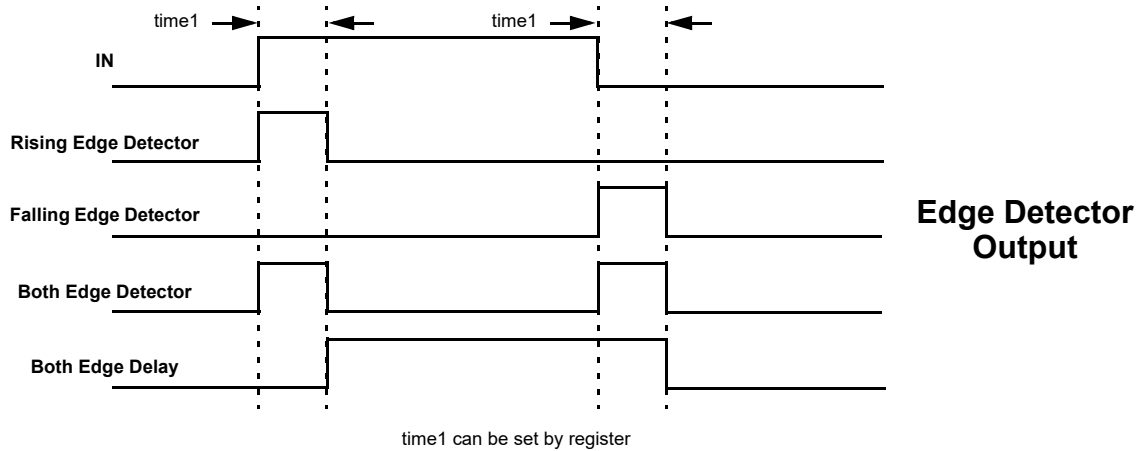 time1
time1
IN
Rising Edge Detector
Falling Edge Detector
Edge Detector
Output
Both Edge Detector
Both Edge Delay
time1 can be set by register